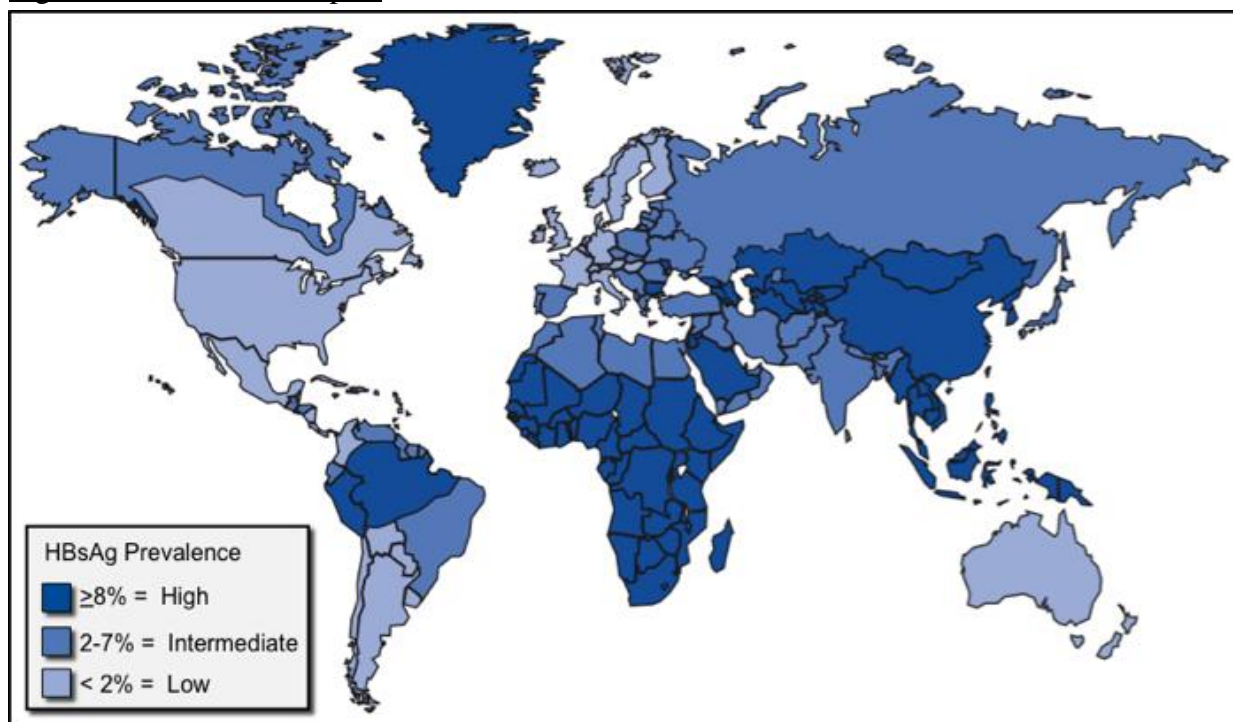 HBsAg Prevalence
≥8% = High
2-7% = Intermediate
< 2% = Low